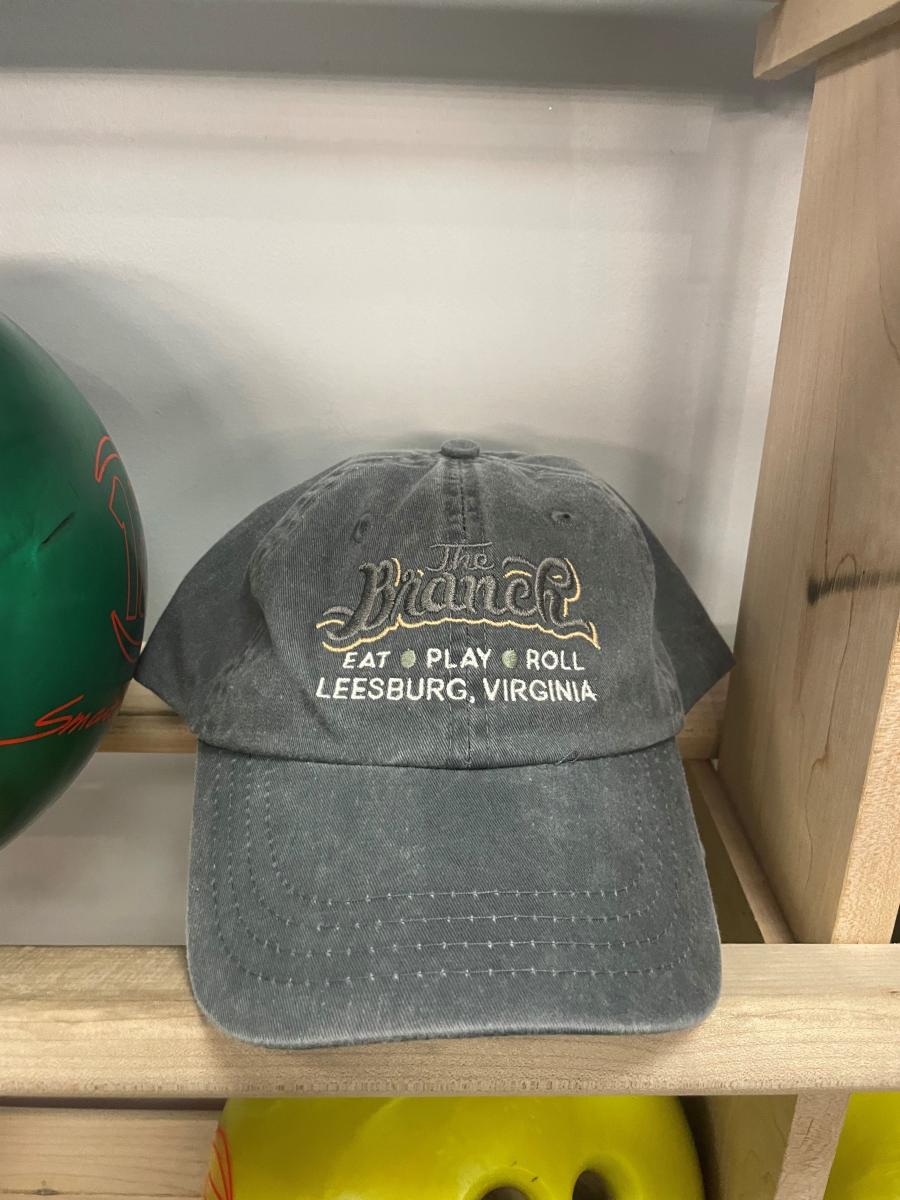 The
Branch
EAT • PLAY • ROLL
LEESBURG, VIRGINIA